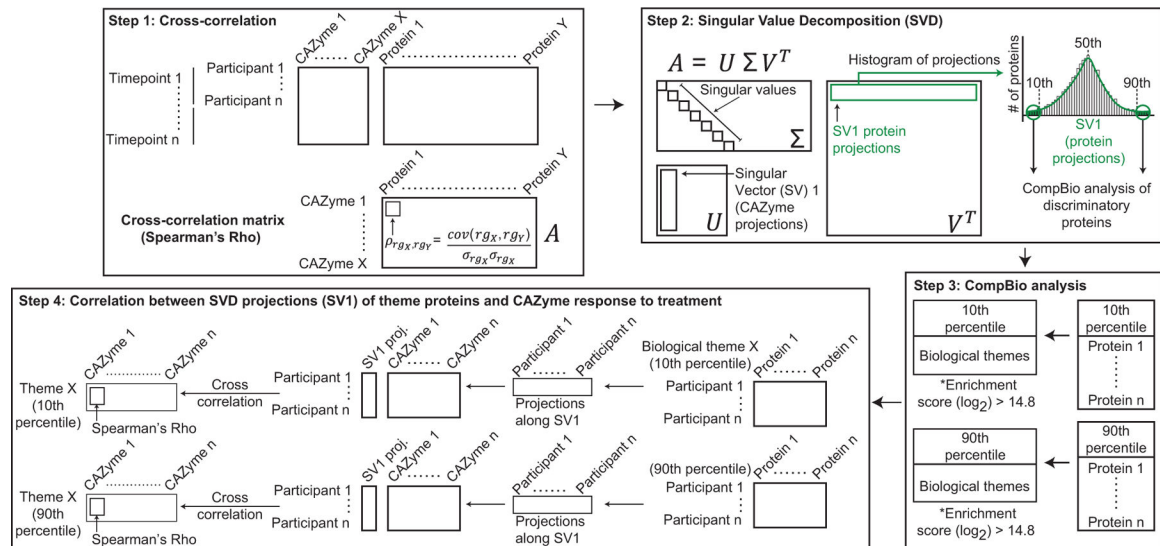 Step 1: Cross-correlation
CAZyme 1
CAZyme X
Protein 1
Protein Y
Timepoint 1
Participant 1
Participant n
Timepoint n
Protein 1
Protein Y
CAZyme 1
Cross-correlation matrix
(Spearman's Rho)
CAZyme X
ρ_{rg_X,rg_Y} = cov(rg_X, rg_Y) / σ_{rg_X}σ_{rg_X}
A
Step 2: Singular Value Decomposition (SVD)
A = U Σ V^T
Histogram of projections
Singular values
Σ
SV1 protein
projections
Singular
Vector (SV) 1
(CAZyme
projections)
U
V^T
# of proteins
10th
50th
90th
SV1
(protein
projections)
CompBio analysis of
discriminatory
proteins
Step 3: CompBio analysis
10th
percentile
Biological themes
*Enrichment
score (log₂) > 14.8
10th
percentile
Protein 1
Protein n
90th
percentile
Biological themes
*Enrichment
score (log₂) > 14.8
90th
percentile
Protein 1
Protein n
Step 4: Correlation between SVD projections (SV1) of theme proteins and CAZyme response to treatment
CAZyme 1
CAZyme n
Theme X
(10th
percentile)
Spearman's Rho
Cross
correlation
SV1 proj.
CAZyme 1
CAZyme n
Participant 1
Participant n
Participant 1
Participant n
Projections
along SV1
Biological theme X
(10th percentile)
Protein 1
Protein n
Participant 1
Participant n
CAZyme 1
CAZyme n
Theme X
(90th
percentile)
Spearman's Rho
Cross
correlation
SV1 proj.
CAZyme 1
CAZyme n
Participant 1
Participant n
Participant 1
Participant n
Projections
along SV1
(90th percentile)
Protein 1
Protein n
Participant 1
Participant n